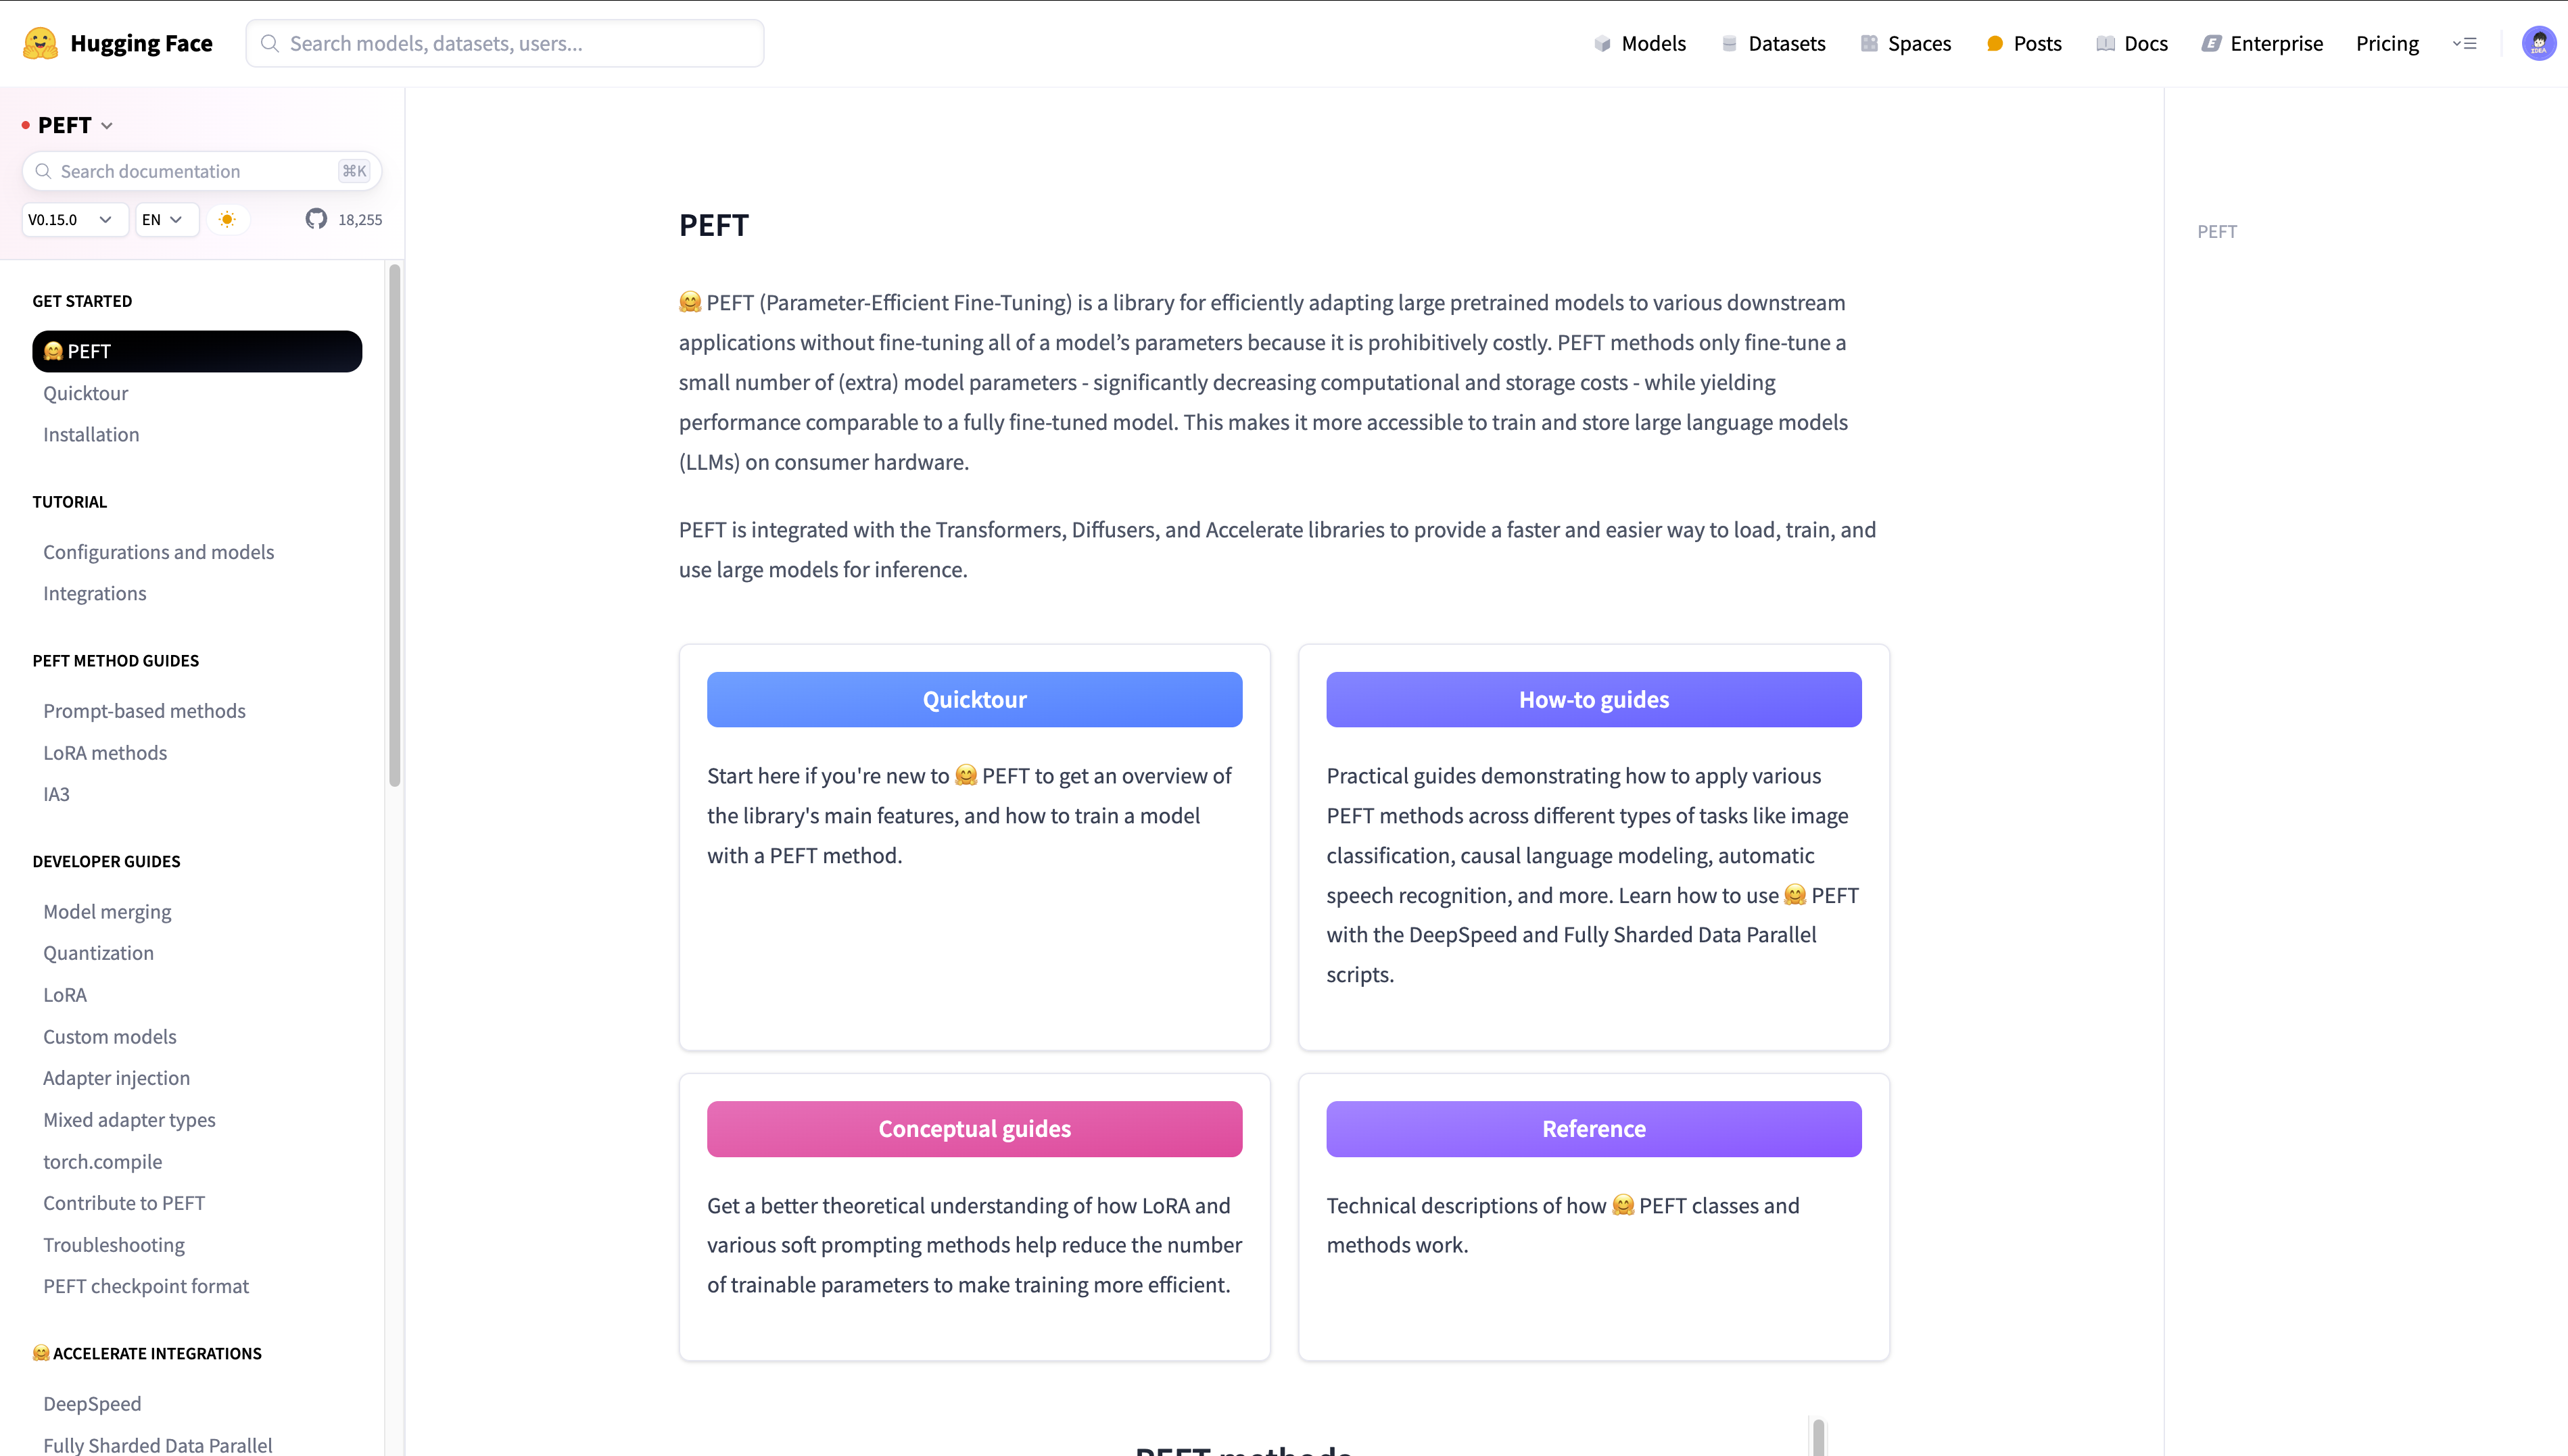 Hugging Face
Search models, datasets, users...
Models
Datasets
Spaces
Posts
Docs
Enterprise
Pricing
IDEA
PEFT
Search documentation
⌘K
V0.15.0
EN
18,255
GET STARTED
🤗 PEFT
Quicktour
Installation
TUTORIAL
Configurations and models
Integrations
PEFT METHOD GUIDES
Prompt-based methods
LoRA methods
IA3
DEVELOPER GUIDES
Model merging
Quantization
LoRA
Custom models
Adapter injection
Mixed adapter types
torch.compile
Contribute to PEFT
Troubleshooting
PEFT checkpoint format
🤗 ACCELERATE INTEGRATIONS
DeepSpeed
Fully Sharded Data Parallel
PEFT
🤗 PEFT (Parameter-Efficient Fine-Tuning) is a library for efficiently adapting large pretrained models to various downstream
applications without fine-tuning all of a model’s parameters because it is prohibitively costly. PEFT methods only fine-tune a
small number of (extra) model parameters - significantly decreasing computational and storage costs - while yielding
performance comparable to a fully fine-tuned model. This makes it more accessible to train and store large language models
(LLMs) on consumer hardware.
PEFT is integrated with the Transformers, Diffusers, and Accelerate libraries to provide a faster and easier way to load, train, and
use large models for inference.
Quicktour
Start here if you're new to 🤗 PEFT to get an overview of
the library's main features, and how to train a model
with a PEFT method.
How-to guides
Practical guides demonstrating how to apply various
PEFT methods across different types of tasks like image
classification, causal language modeling, automatic
speech recognition, and more. Learn how to use 🤗 PEFT
with the DeepSpeed and Fully Sharded Data Parallel
scripts.
Conceptual guides
Get a better theoretical understanding of how LoRA and
various soft prompting methods help reduce the number
of trainable parameters to make training more efficient.
Reference
Technical descriptions of how 🤗 PEFT classes and
methods work.
PEFT methods
PEFT